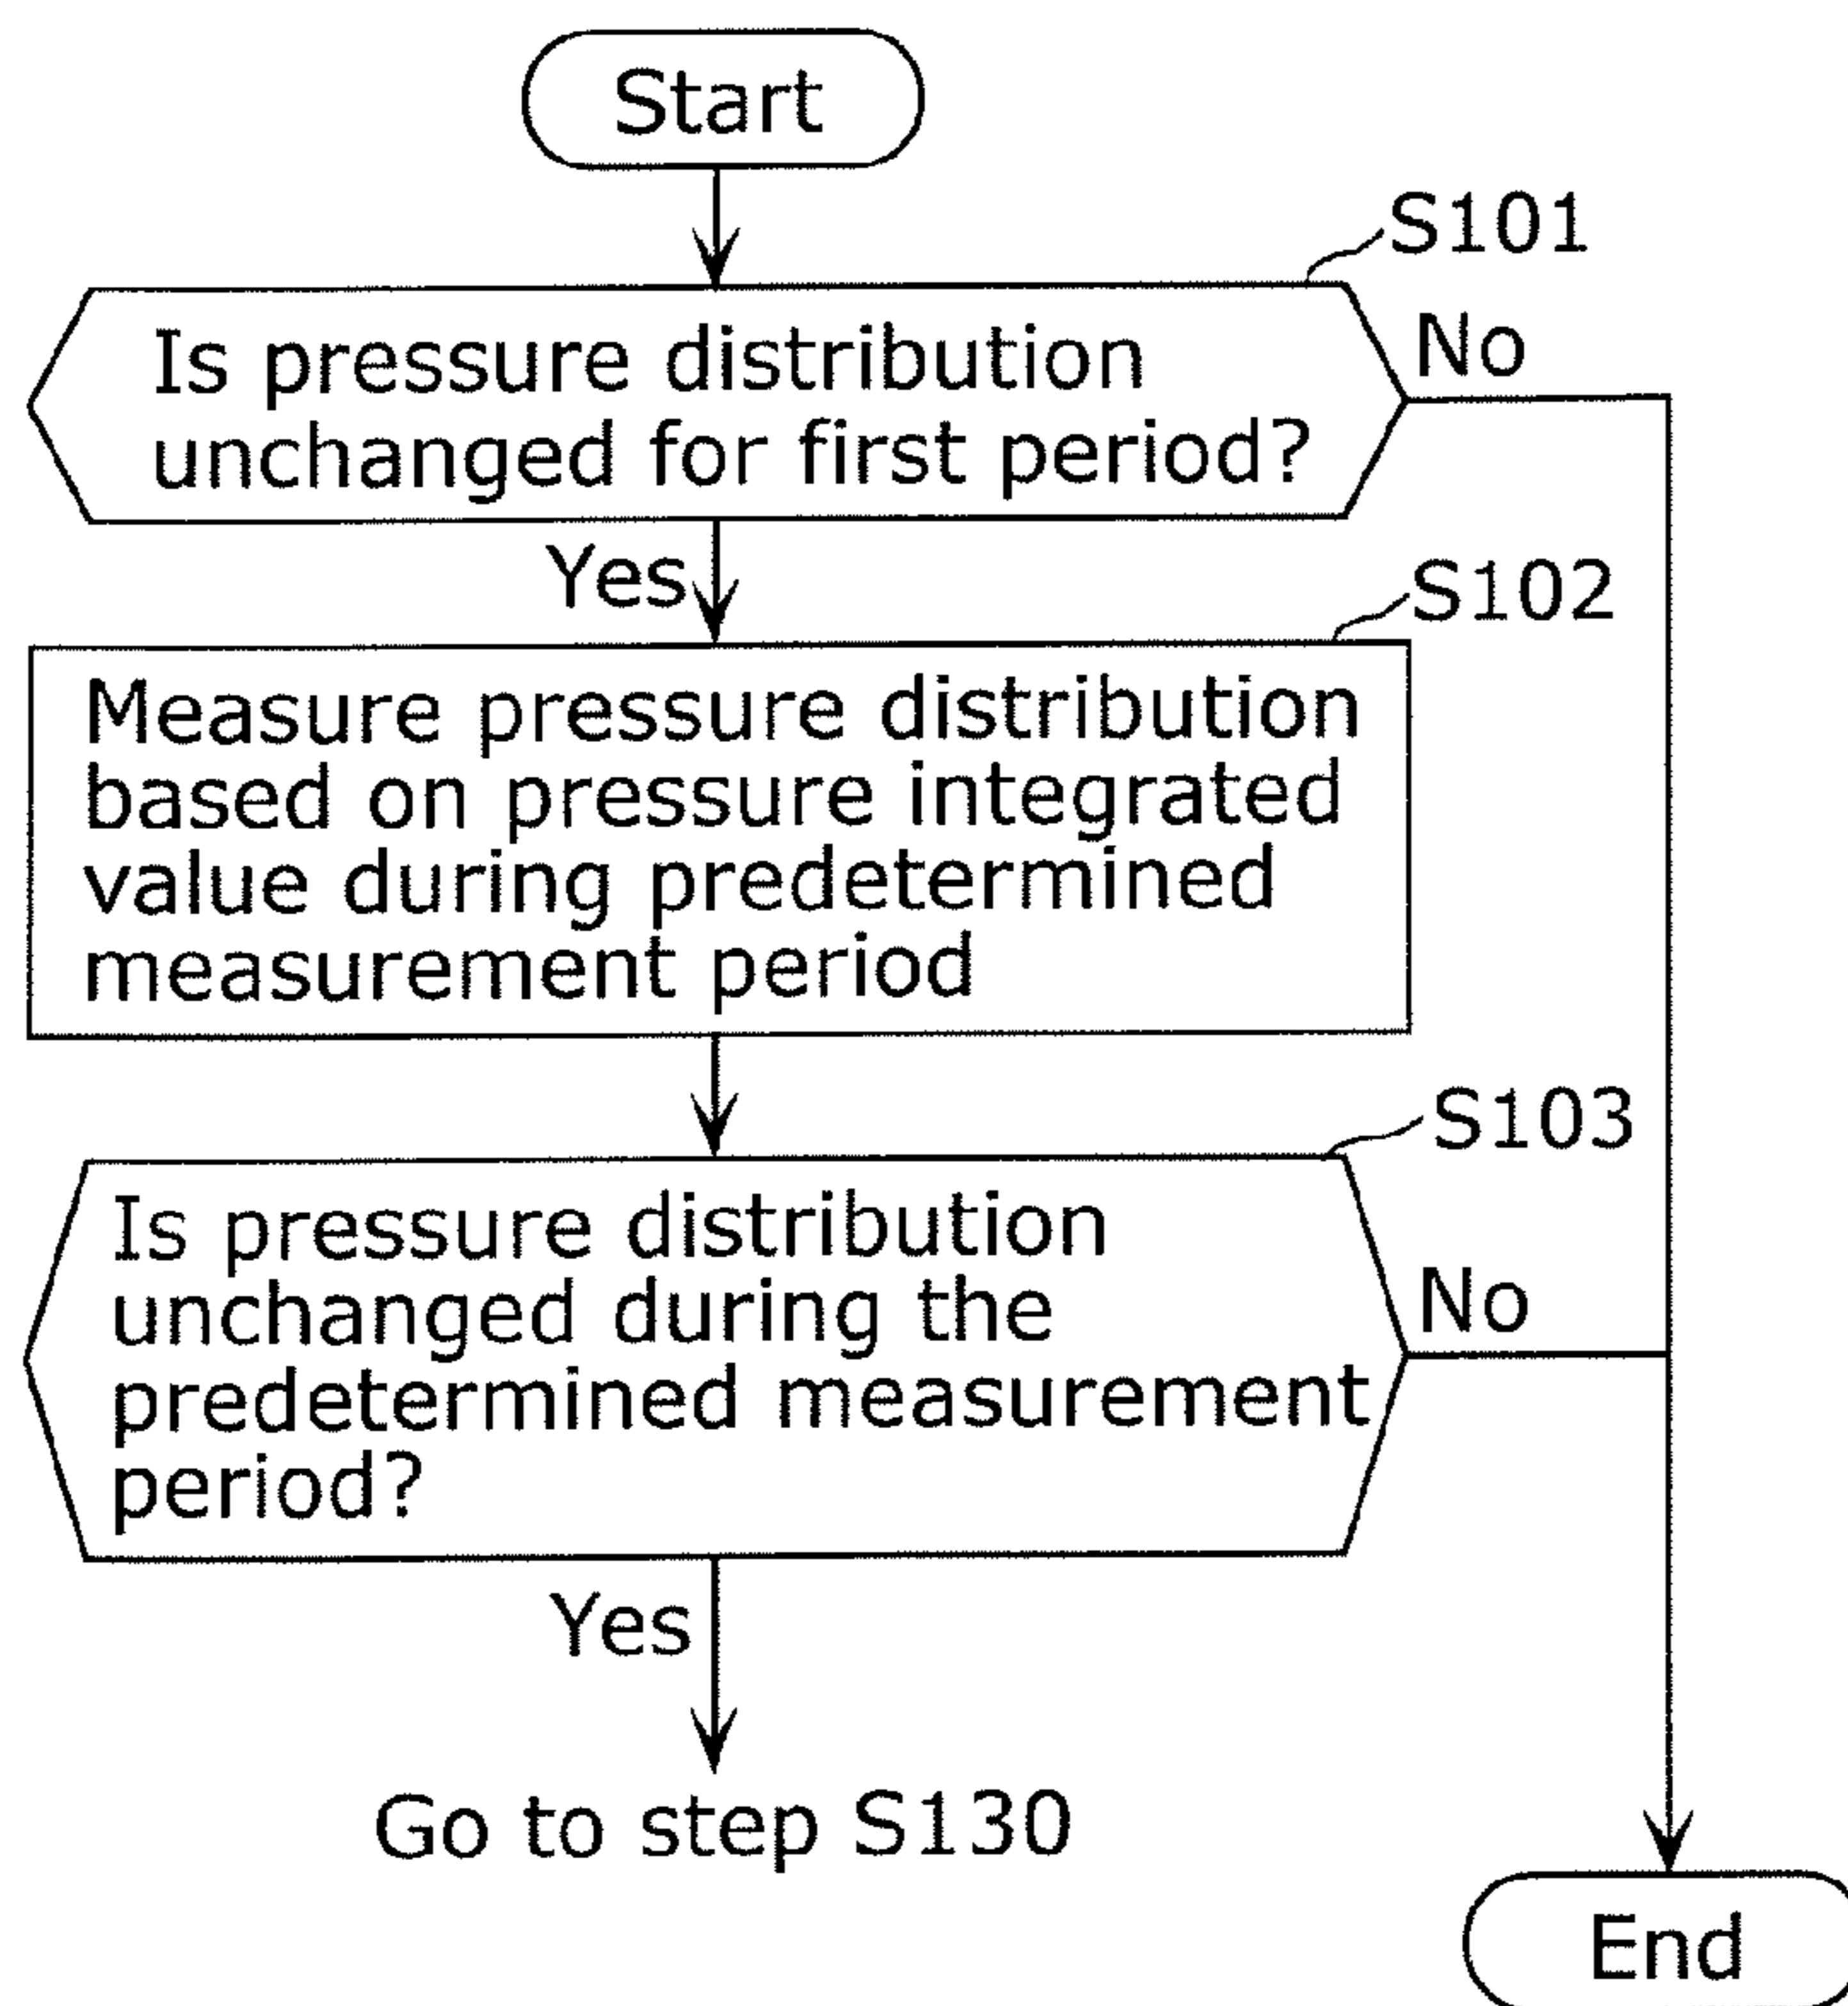 Start
S101
Is pressure distribution
unchanged for first period?
No
Yes
S102
Measure pressure distribution
based on pressure integrated
value during predetermined
measurement period
S103
Is pressure distribution
unchanged during the
predetermined measurement
period?
No
Yes
Go to step S130
End